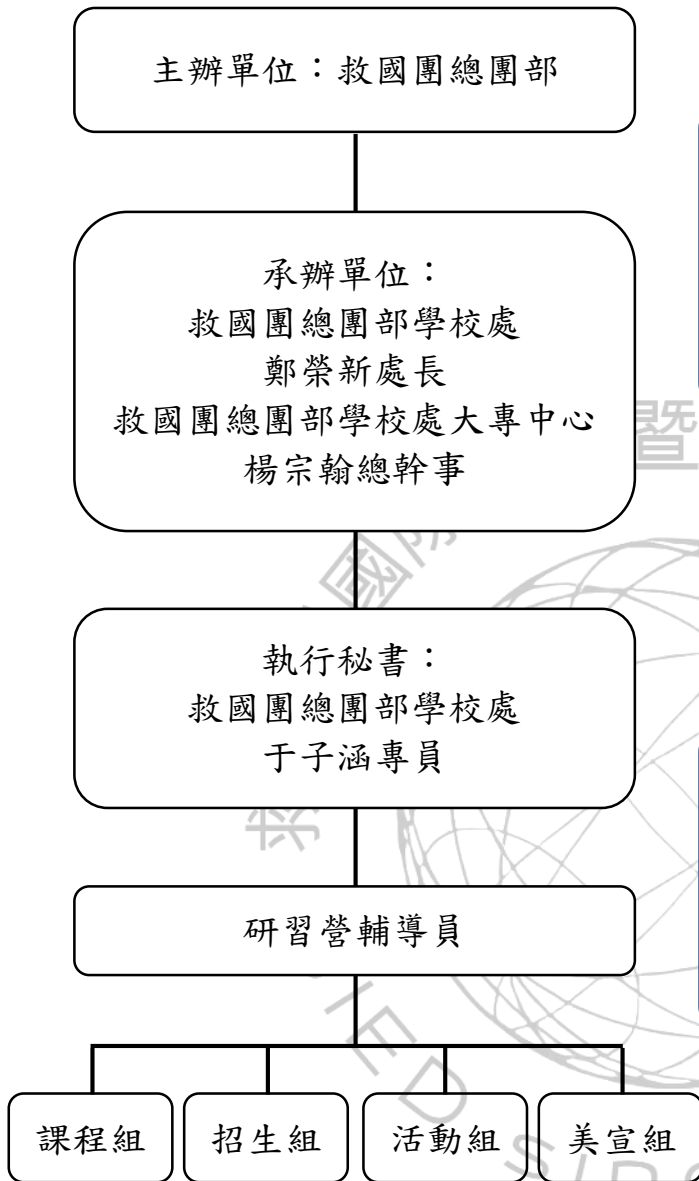 主辦單位：救國團總團部
承辦單位：
救國團總團部學校處
鄭榮新處長
救國團總團部學校處大專中心
楊宗翰總幹事
暨
國際
執行秘書：
救國團總團部學校處
于子涵專員
救
研習營輔導員
課程組
招生組
活動組
美宣組